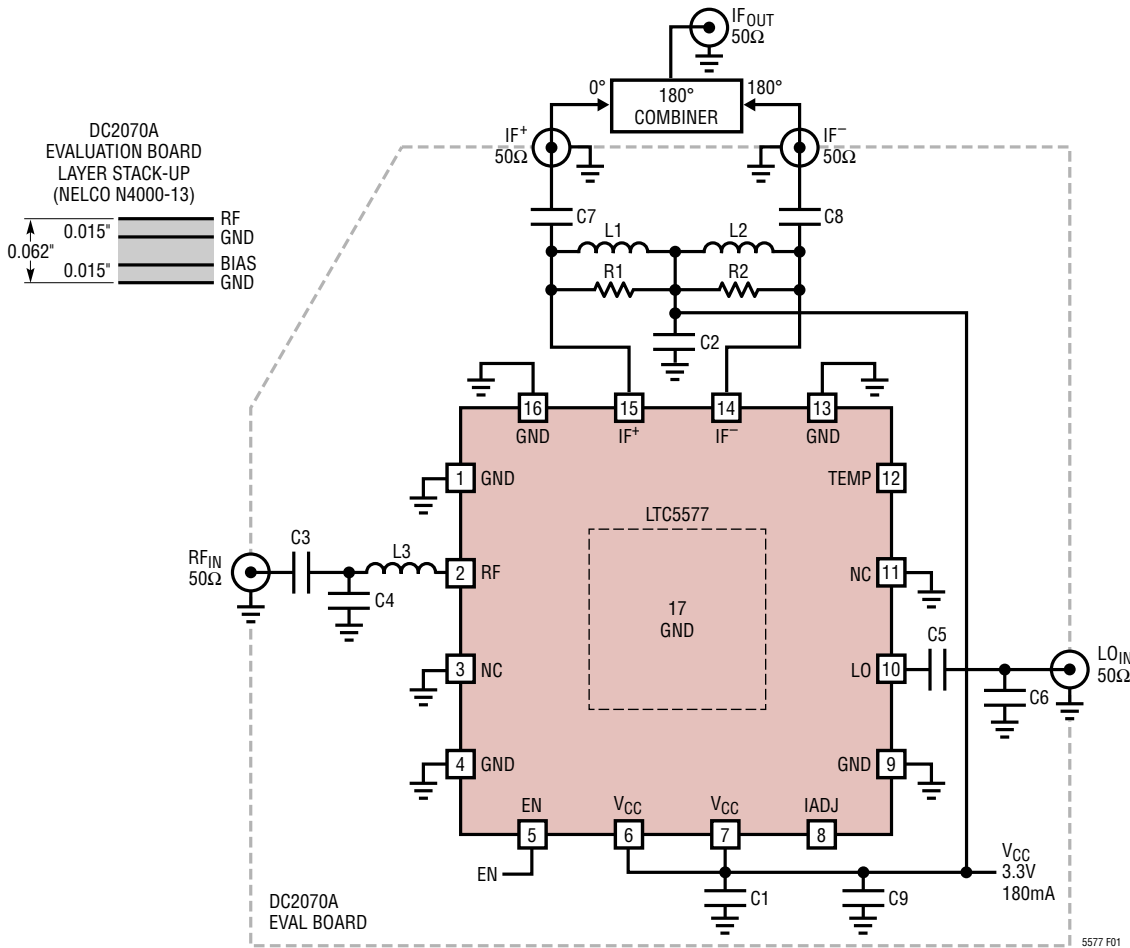 IFOUT
50Ω
0°
180°
180°
COMBINER
DC2070A
EVALUATION BOARD
LAYER STACK-UP
(NELCO N4000-13)
RF
0.015"
GND
0.062"
BIAS
0.015"
GND
IF+
50Ω
IF–
50Ω
C7
C8
L1
L2
R1
R2
C2
16
15
14
13
GND
IF+
IF–
GND
1
GND
TEMP
12
LTC5577
RFIN
50Ω
C3
L3
C4
2
RF
NC
11
17
GND
3
NC
LO
10
C5
C6
LOIN
50Ω
4
GND
GND
9
EN
VCC
VCC
IADJ
5
6
7
8
EN
C1
C9
VCC
3.3V
180mA
DC2070A
EVAL BOARD
5577 F01